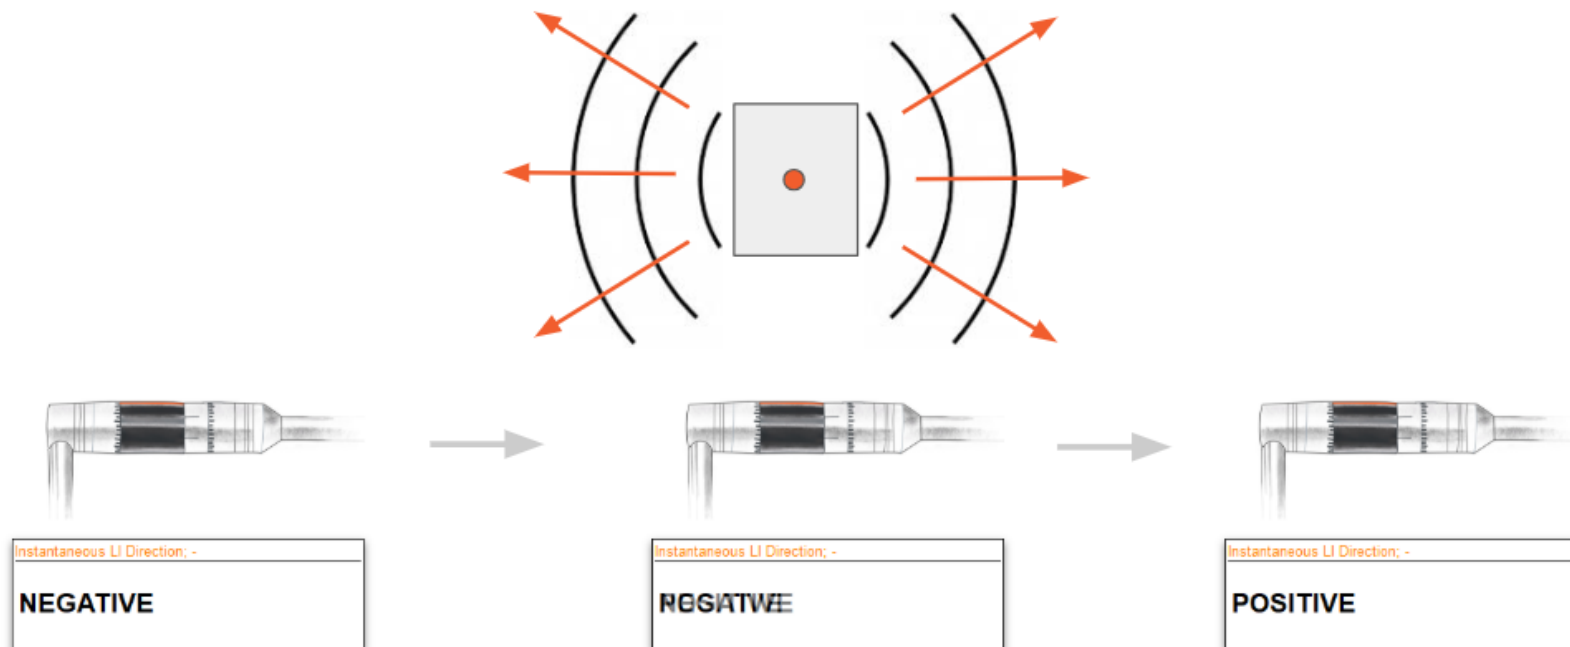 Instantaneous LI Direction; -
NEGATIVE
Instantaneous LI Direction; -
Instantaneous LI Direction; -
POSITIVE